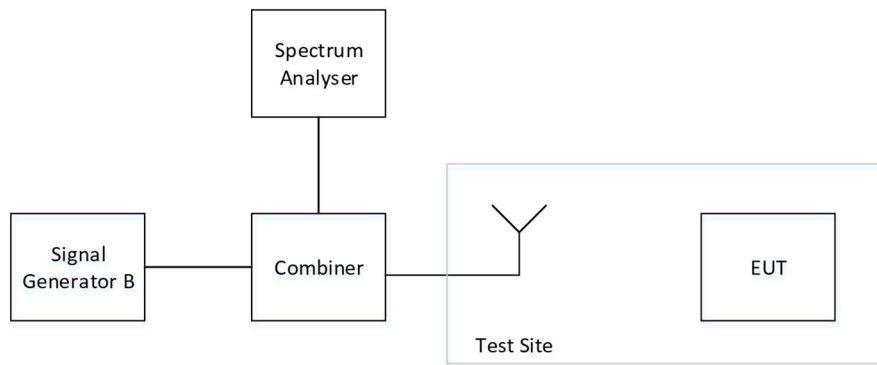 Spectrum
Analyser
Signal
Generator B
Combiner
EUT
Test Site